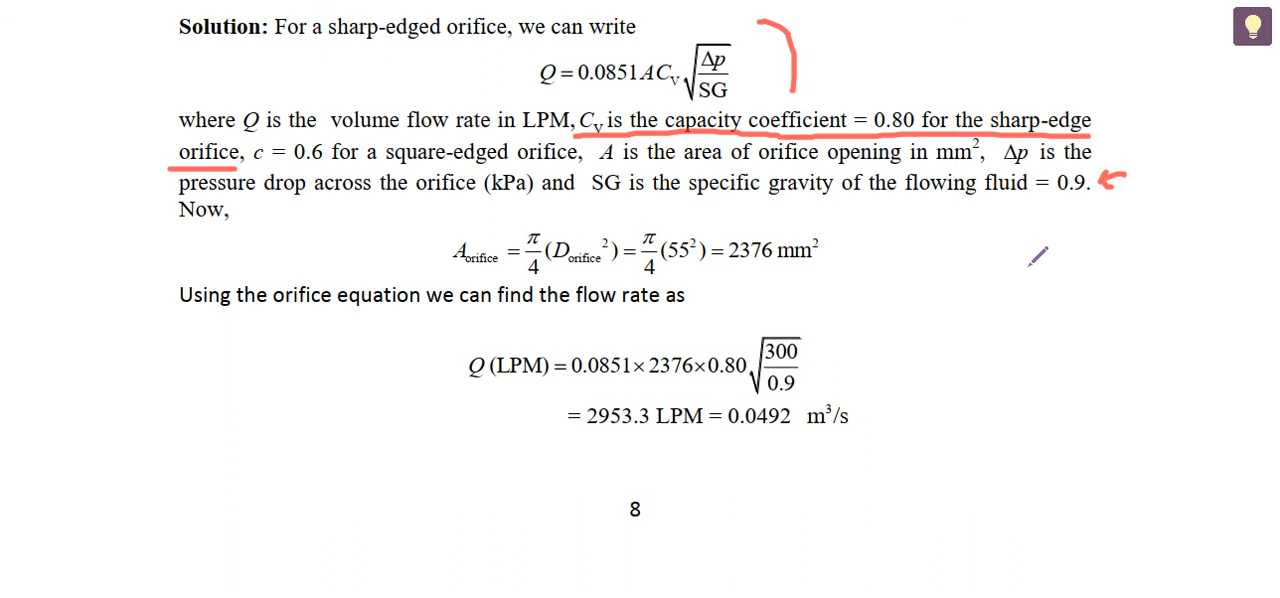 Solution: For a sharp-edged orifice, we can write
Q = 0.0851 A C_v √(Δp/SG)
where Q is the volume flow rate in LPM, C_v is the capacity coefficient = 0.80 for the sharp-edge
orifice, c = 0.6 for a square-edged orifice, A is the area of orifice opening in mm², Δp is the
pressure drop across the orifice (kPa) and SG is the specific gravity of the flowing fluid = 0.9.
Now,
A_orifice = π/4 (D_orifice²) = π/4 (55²) = 2376 mm²
Using the orifice equation we can find the flow rate as
Q (LPM) = 0.0851 × 2376 × 0.80 √(300/0.9)
= 2953.3 LPM = 0.0492 m³/s
8